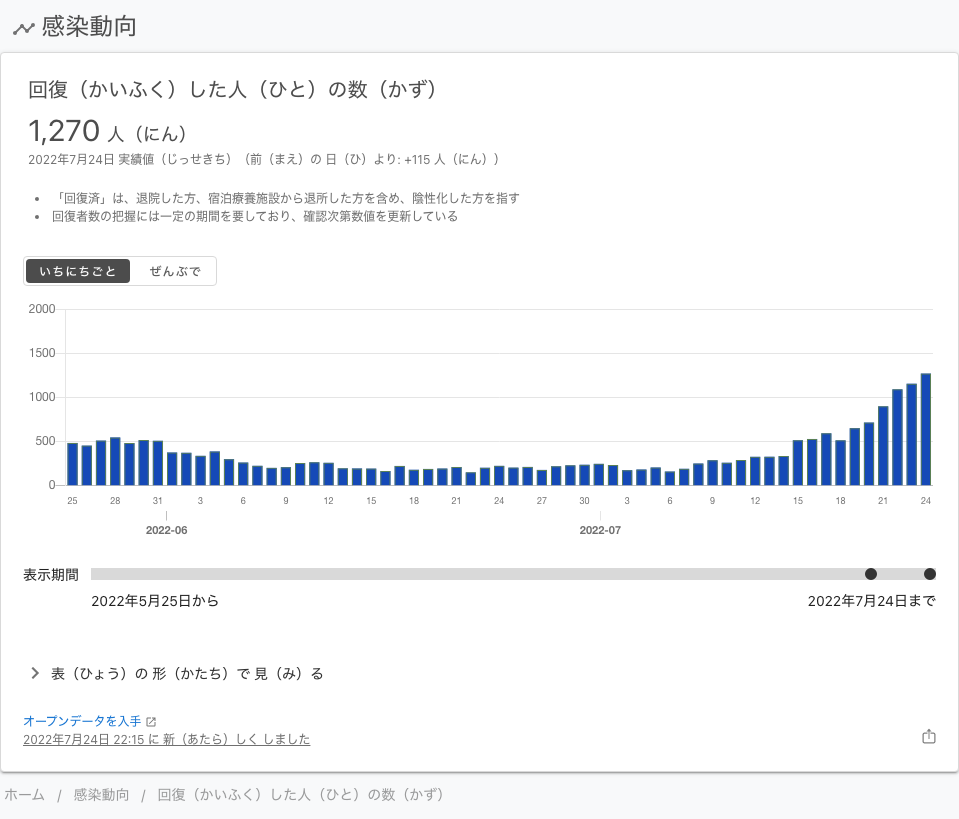 感染動向
回復（かいふく）した人（ひと）の数（かず）
1,270 人（にん）
2022年7月24日 実績値（じっせきち）（前（まえ）の 日（ひ）より: +115 人（にん））
• 「回復済」は、退院した方、宿泊療養施設から退所した方を含め、陰性化した方を指す
• 回復者数の把握には一定の期間を要しており、確認次第数値を更新している
いちにちごと ぜんぶで
2000
1500
1000
500
0
25 28 31 3 6 9 12 15 18 21 24 27 30 3 6 9 12 15 18 21 24
2022-06 2022-07
表示期間
2022年5月25日から 2022年7月24日まで
表（ひょう）の 形（かたち）で 見（み）る
オープンデータを入手
2022年7月24日 22:15 に 新（あたら）しく しました
ホーム / 感染動向 / 回復（かいふく）した人（ひと）の数（かず）